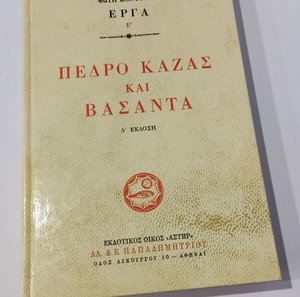 ΕΡΓΑ
Ε'
ΠΕΔΡΟ ΚΑΖΑΣ
ΚΑΙ
ΒΑΣΑΝΤΑ
Δ' ΕΚΔΟΣΗ
ΕΚΔΟΤΙΚΟΣ ΟΙΚΟΣ «ΑΣΤΗΡ»
ΑΛ. & Ε. ΠΑΠΑΔΗΜΗΤΡΙΟΥ
ΟΔΟΣ ΛΥΚΟΥΡΓΟΥ 10 — ΑΘΗΝΑΙ